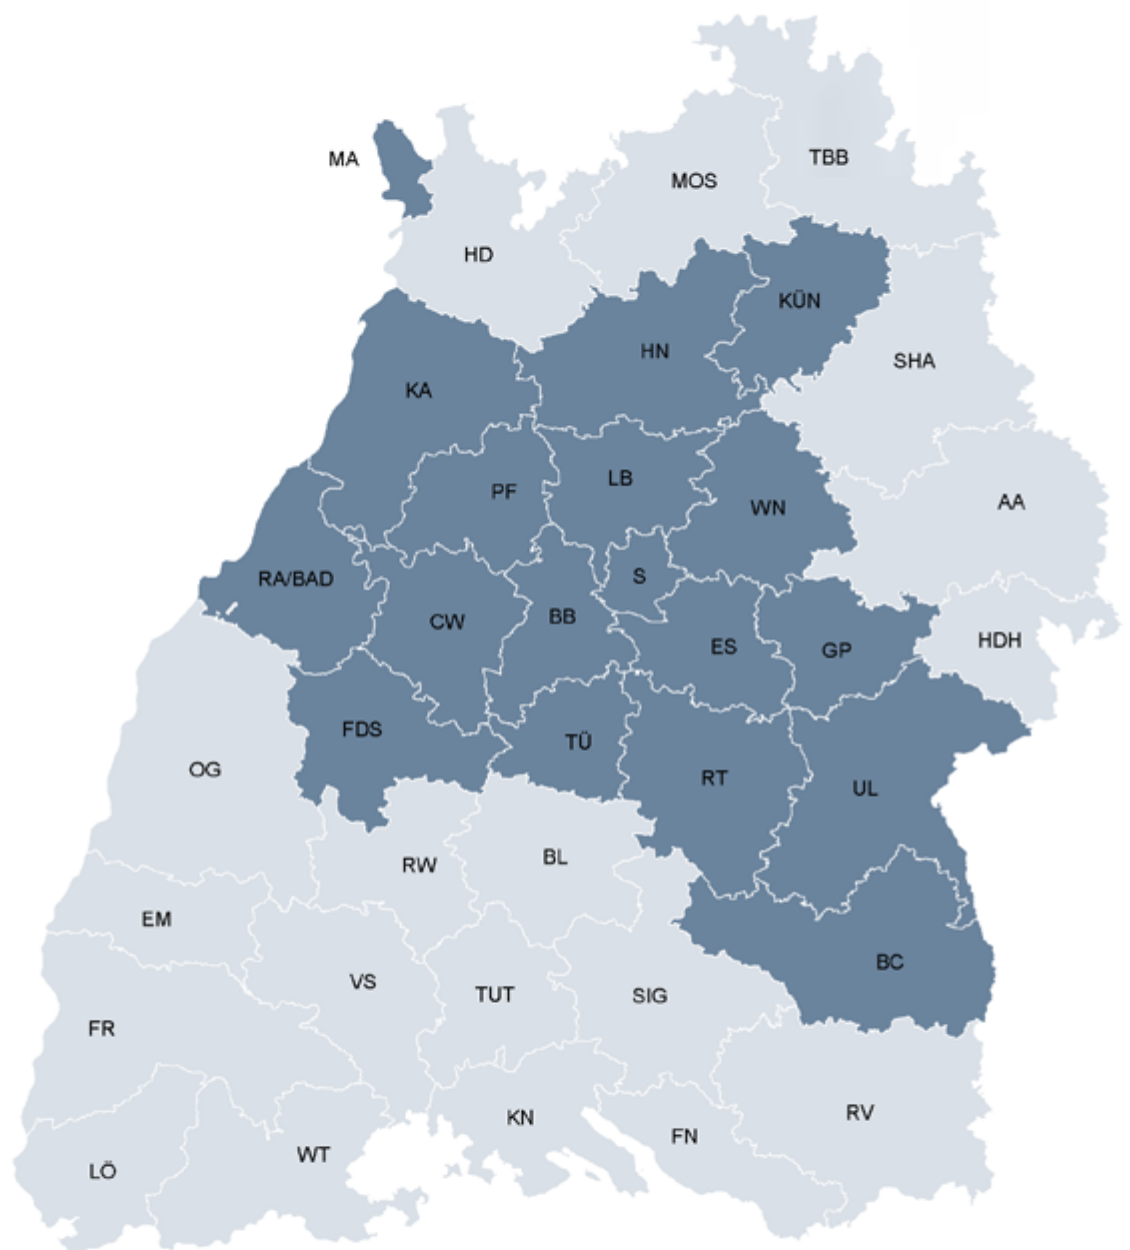 TBB
MA
MOS
HD
KÜN
HN
SHA
KA
LB
PF
WN
AA
RA/BAD
S
CW
BB
ES
GP
HDH
FDS
TÜ
OG
RT
UL
BL
RW
EM
BC
VS
TUT
SIG
FR
RV
KN
FN
WT
LÖ